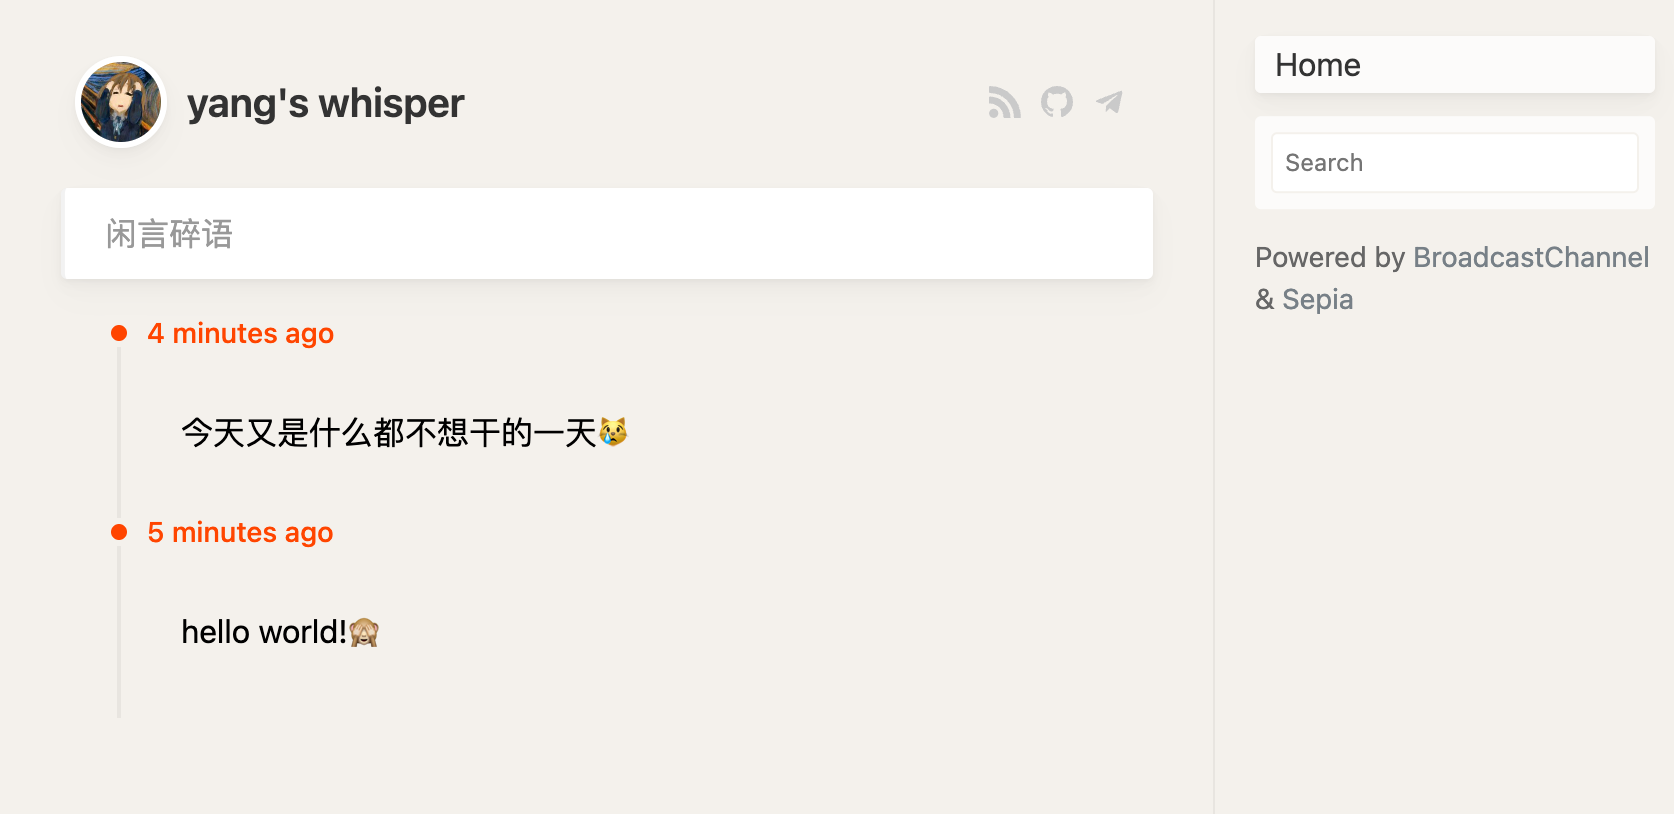 yang's whisper
闲言碎语
4 minutes ago
今天又是什么都不想干的一天😿
5 minutes ago
hello world!🙈
Home
Search
Powered by BroadcastChannel
& Sepia